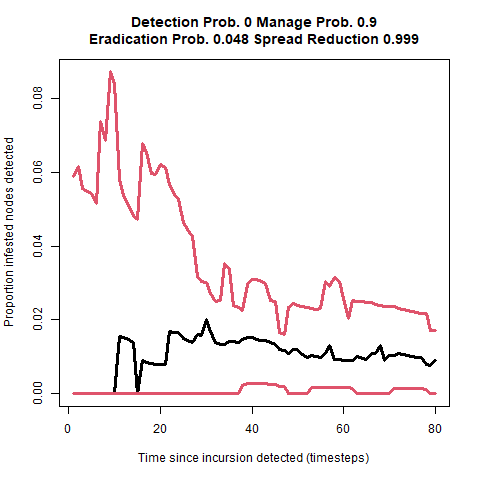 Detection Prob. 0 Manage Prob. 0.9
Eradication Prob. 0.048 Spread Reduction 0.999
Proportion infested nodes detected
0.08
0.06
0.04
0.02
0.00
0 20 40 60 80
Time since incursion detected (timesteps)